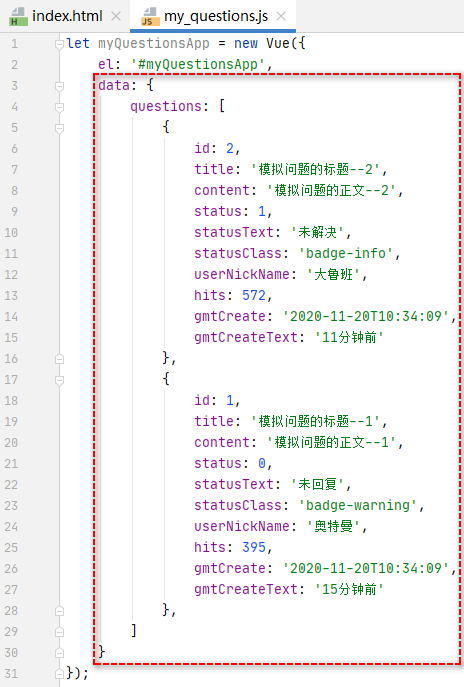 index.html my_questions.js
1 let myQuestionsApp = new Vue({
2 el: '#myQuestionsApp',
3 data: {
4 questions: [
5 {
6 id: 2,
7 title: '模拟问题的标题--2',
8 content: '模拟问题的正文--2',
9 status: 1,
10 statusText: '未解决',
11 statusClass: 'badge-info',
12 userNickName: '大鲁班',
13 hits: 572,
14 gmtCreate: '2020-11-20T10:34:09',
15 gmtCreateText: '11分钟前'
16 },
17 {
18 id: 1,
19 title: '模拟问题的标题--1',
20 content: '模拟问题的正文--1',
21 status: 0,
22 statusText: '未回复',
23 statusClass: 'badge-warning',
24 userNickName: '奥特曼',
25 hits: 395,
26 gmtCreate: '2020-11-20T10:34:09',
27 gmtCreateText: '15分钟前'
28 },
29 ]
30 }
31 });